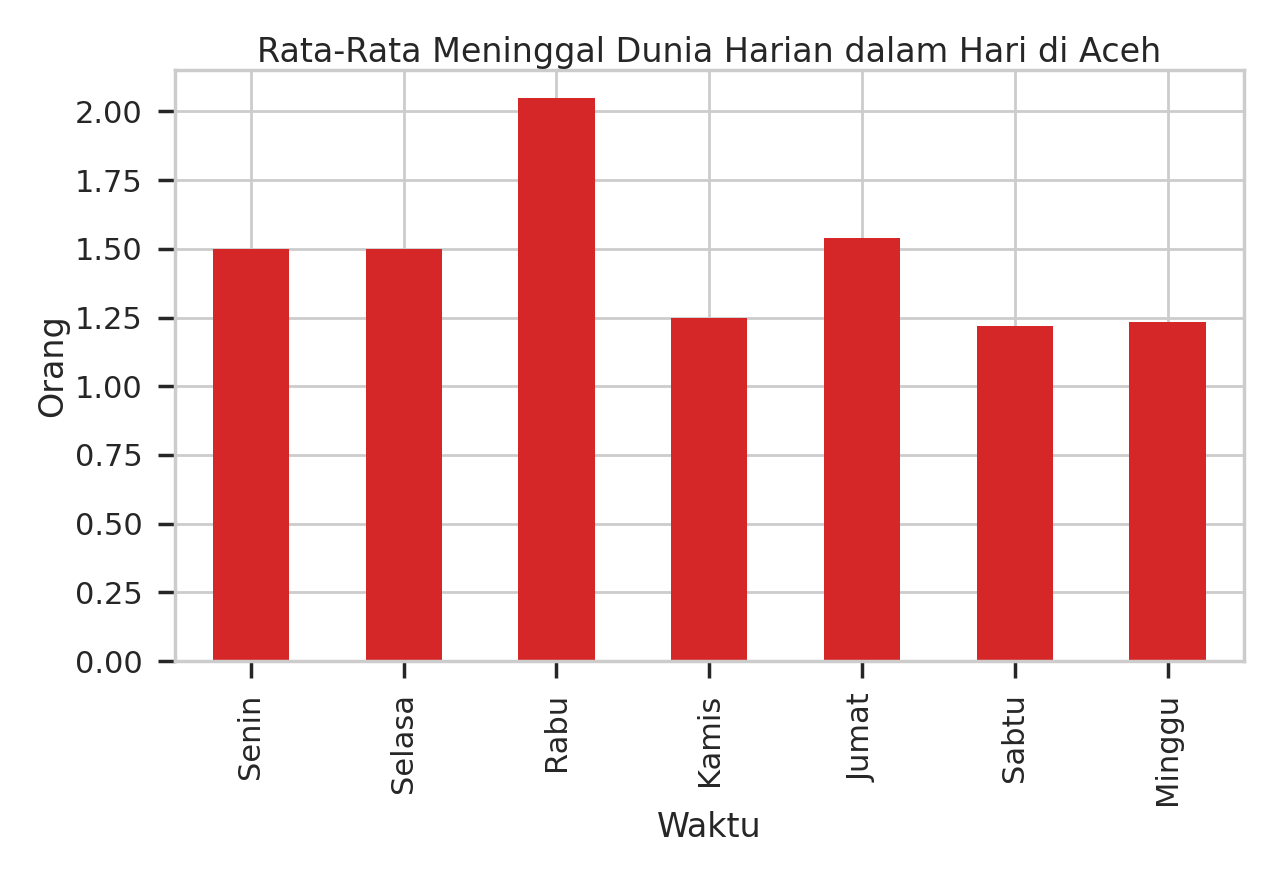 Rata-Rata Meninggal Dunia Harian dalam Hari di Aceh
2.00
1.75
1.50
1.25
1.00
0.75
0.50
0.25
0.00
Orang
Senin
Selasa
Rabu
Kamis
Jumat
Sabtu
Minggu
Waktu